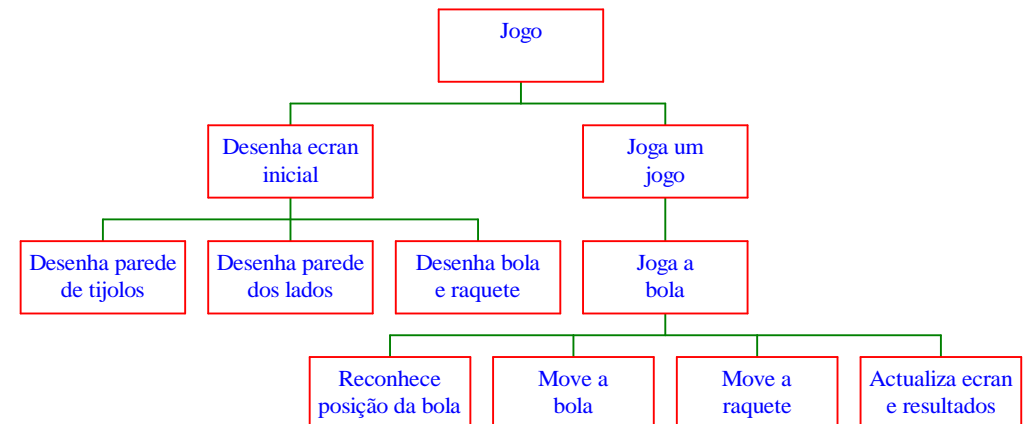 Jogo
Desenha ecran
inicial
Joga um
jogo
Desenha parede
de tijolos
Desenha parede
dos lados
Desenha bola
e raquete
Joga a
bola
Reconhece
posição da bola
Move a
bola
Move a
raquete
Actualiza ecran
e resultados